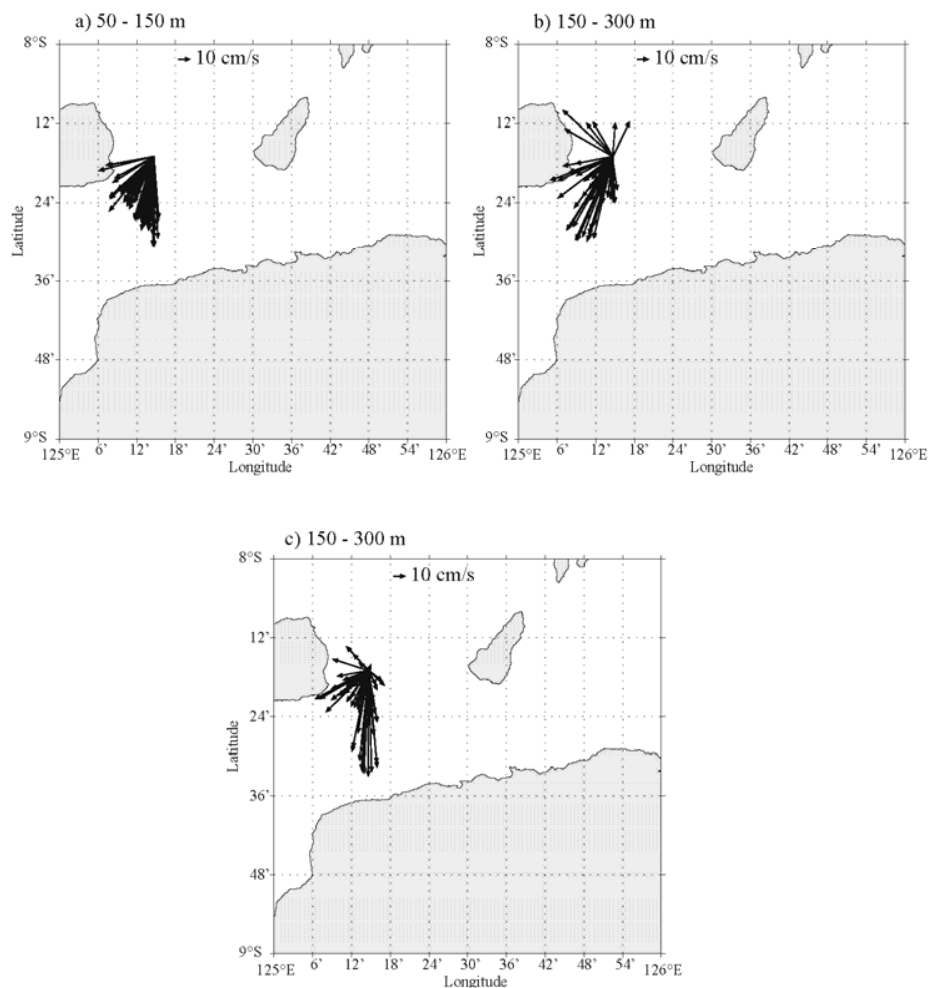 a) 50 - 150 m
8°S
10 cm/s
12'
24'
36'
48'
9°S
Latitude
125°E 6' 12' 18' 24' 30' 36' 42' 48' 54' 126°E
Longitude
b) 150 - 300 m
8°S
10 cm/s
12'
24'
36'
48'
9°S
Latitude
125°E 6' 12' 18' 24' 30' 36' 42' 48' 54' 126°E
Longitude
c) 150 - 300 m
8°S
10 cm/s
12'
24'
36'
48'
9°S
Latitude
125°E 6' 12' 18' 24' 30' 36' 42' 48' 54' 126°E
Longitude